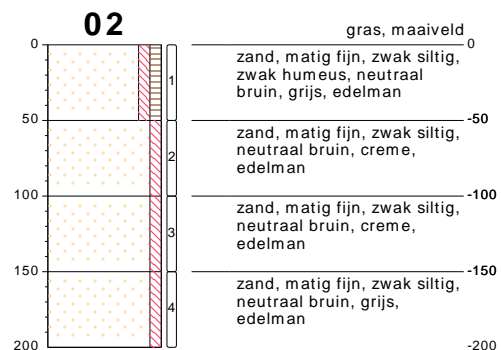 02
gras, maaiveld
0
0
zand, matig fijn, zwak siltig,
zwak humeus, neutraal
bruin, grijs, edelman
1
50
-50
zand, matig fijn, zwak siltig,
neutraal bruin, creme,
edelman
2
100
-100
zand, matig fijn, zwak siltig,
neutraal bruin, creme,
edelman
3
150
-150
zand, matig fijn, zwak siltig,
neutraal bruin, grijs,
edelman
4
200
-200